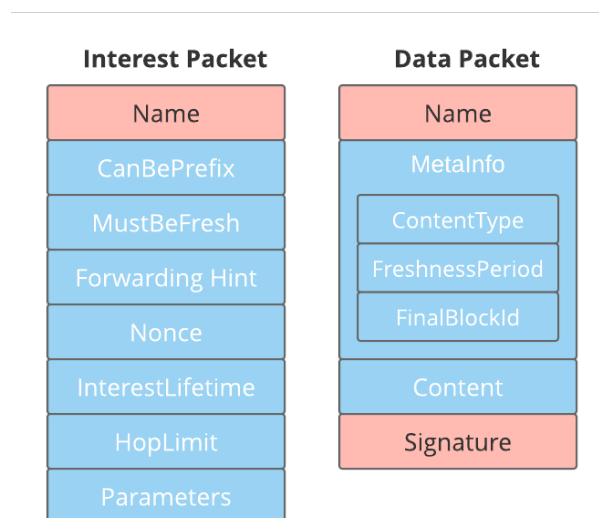 Interest Packet
Name
CanBePrefix
MustBeFresh
Forwarding Hint
Nonce
InterestLifetime
HopLimit
Parameters
Data Packet
Name
MetaInfo
ContentType
FreshnessPeriod
FinalBlockId
Content
Signature